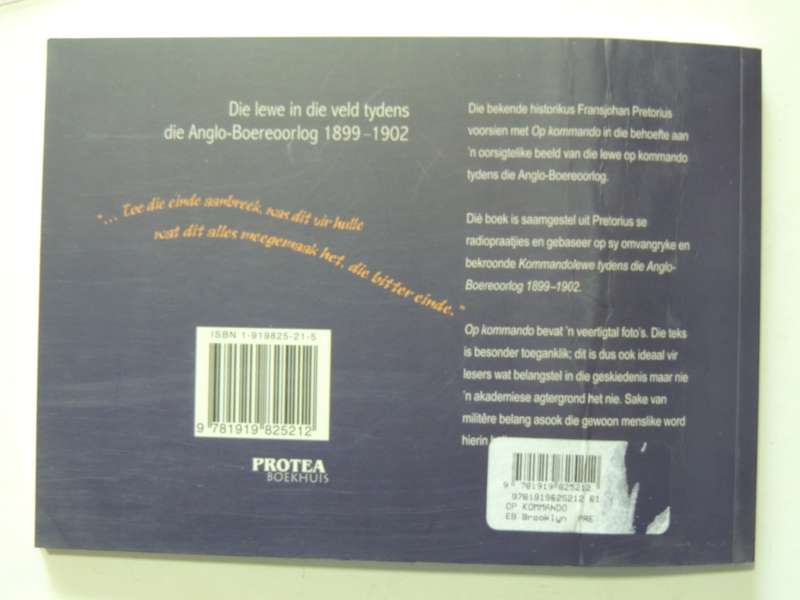 Die lewe in die veld tydens
die Anglo-Boereoorlog 1899–1902
"... Toe die einde aanbreek, was dit vir hulle
wat dit alles meegemaak het, die bitter einde."
ISBN 1-919825-21-5
9 781919 825212
PROTEA
BOEKHUIS
Die bekende historikus Fransjohan Pretorius
voorsien met Op kommando in die behoefte aan
'n oorsigtelike beeld van die lewe op kommando
tydens die Anglo-Boereoorlog.
Dié boek is saamgestel uit Pretorius se
radiopraatjies en gebaseer op sy omvangryke en
bekroonde Kommandolewe tydens die Anglo-
Boereoorlog 1899–1902.
Op kommando bevat 'n veertigtal foto's. Die teks
is besonder toeganklik; dit is dus ook ideaal vir
lesers wat belangstel in die geskiedenis maar nie
'n akademiese agtergrond het nie. Sake van
militêre belang asook die gewoon menslike word
hierin
9 781919 825212
9781919825212 81
OP KOMMANDO
EB Brooklyn PRE